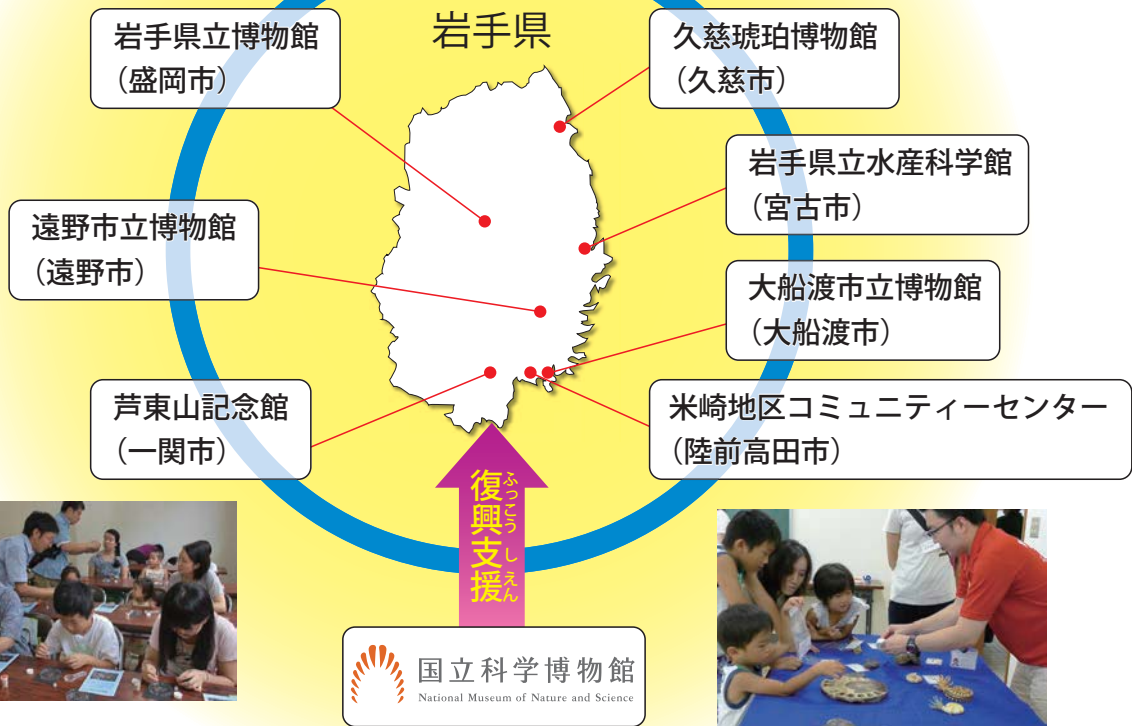 岩手県
岩手県立博物館
（盛岡市）
久慈琥珀博物館
（久慈市）
岩手県立水産科学館
（宮古市）
遠野市立博物館
（遠野市）
大船渡市立博物館
（大船渡市）
芦東山記念館
（一関市）
米崎地区コミュニティーセンター
（陸前高田市）
復興支援
ふっこう しえん
国立科学博物館
National Museum of Nature and Science